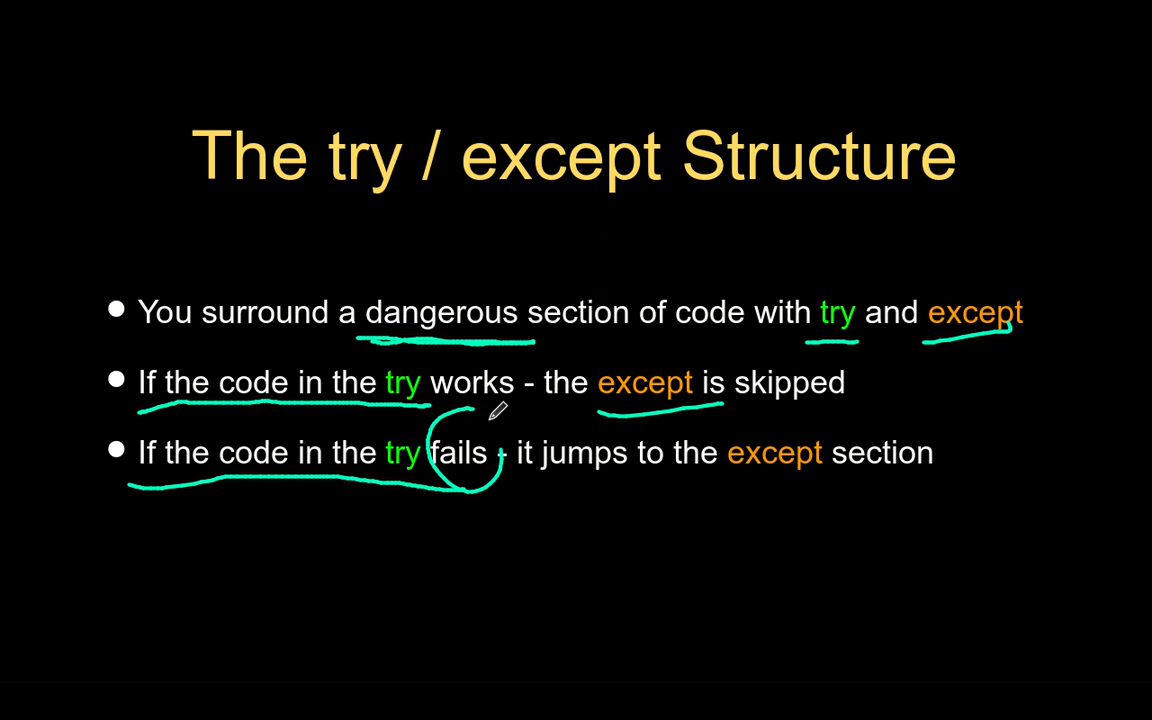 The try / except Structure
● You surround a dangerous section of code with try and except
● If the code in the try works - the except is skipped
● If the code in the try fails - it jumps to the except section